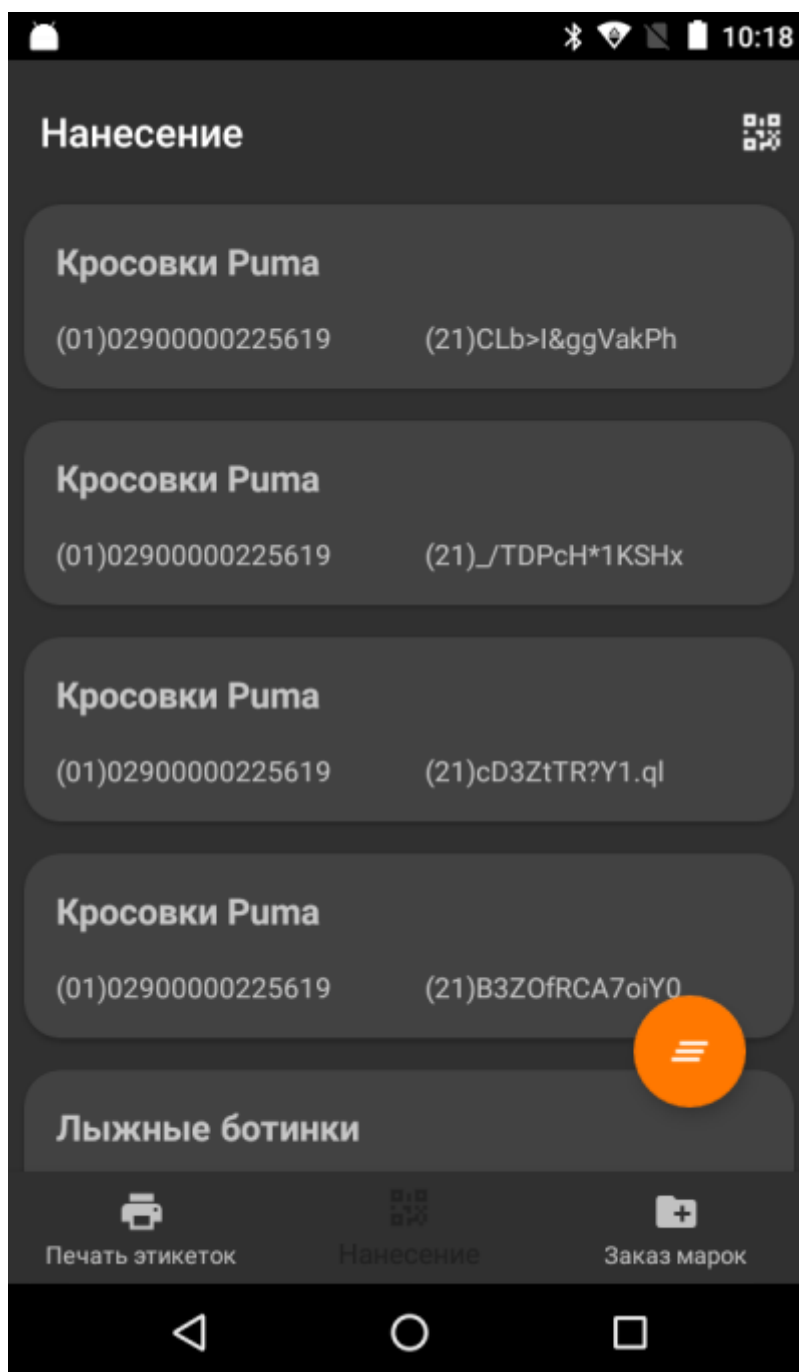 10:18
Нанесение
Кросовки Puma
(01)02900000225619 (21)CLb>I&ggVakPh
Кросовки Puma
(01)02900000225619 (21)_/TDPcH*1KSHx
Кросовки Puma
(01)02900000225619 (21)cD3ZtTR?Y1.ql
Кросовки Puma
(01)02900000225619 (21)B3ZOfRCA7oiY0
Лыжные ботинки
Печать этикеток Нанесение Заказ марок